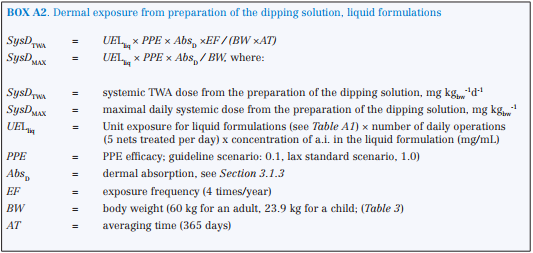 BOX A2. Dermal exposure from preparation of the dipping solution, liquid formulations
SysD_TWA = UEL_liq × PPE × Abs_D ×EF / (BW ×AT)
SysD_MAX = UEL_liq × PPE × Abs_D / BW, where:
SysD_TWA = systemic TWA dose from the preparation of the dipping solution, mg kg_bw^-1d^-1
SysD_MAX = maximal daily systemic dose from the preparation of the dipping solution, mg kg_bw^-1
UEL_liq = Unit exposure for liquid formulations (see Table A1) × number of daily operations
(5 nets treated per day) x concentration of a.i. in the liquid formulation (mg/mL)
PPE = PPE efficacy; guideline scenario: 0.1, lax standard scenario, 1.0)
Abs_D = dermal absorption, see Section 3.1.3
EF = exposure frequency (4 times/year)
BW = body weight (60 kg for an adult, 23.9 kg for a child; (Table 3)
AT = averaging time (365 days)